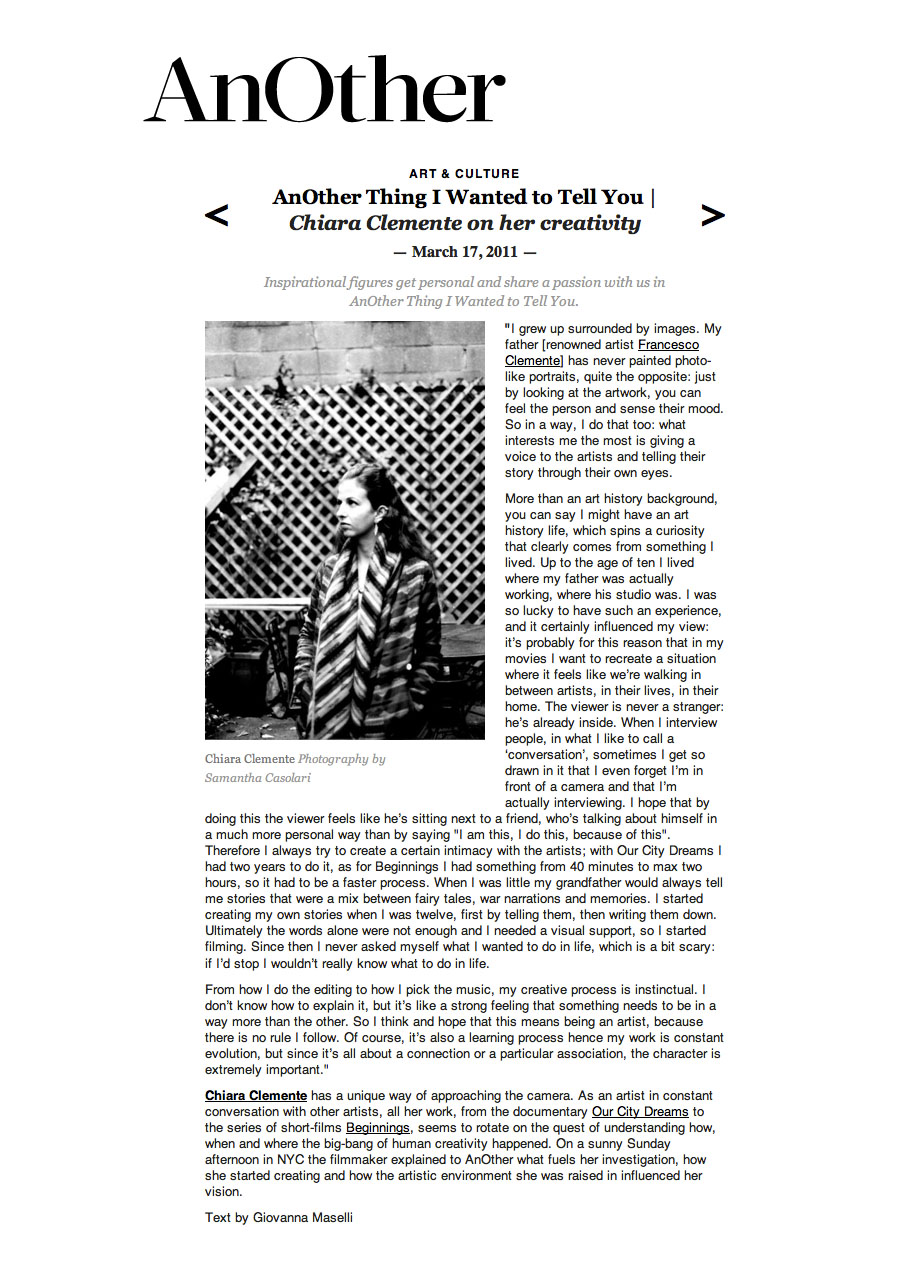 AnOther
ART & CULTURE
AnOther Thing I Wanted to Tell You |
Chiara Clemente on her creativity
<
>
— March 17, 2011 —
Inspirational figures get personal and share a passion with us in
AnOther Thing I Wanted to Tell You.
"I grew up surrounded by images. My
father [renowned artist Francesco
Clemente] has never painted photo-
like portraits, quite the opposite: just
by looking at the artwork, you can
feel the person and sense their mood.
So in a way, I do that too: what
interests me the most is giving a
voice to the artists and telling their
story through their own eyes.
More than an art history background,
you can say I might have an art
history life, which spins a curiosity
that clearly comes from something I
lived. Up to the age of ten I lived
where my father was actually
working, where his studio was. I was
so lucky to have such an experience,
and it certainly influenced my view:
it’s probably for this reason that in my
movies I want to recreate a situation
where it feels like we’re walking in
between artists, in their lives, in their
home. The viewer is never a stranger:
he’s already inside. When I interview
people, in what I like to call a
‘conversation’, sometimes I get so
drawn in it that I even forget I’m in
front of a camera and that I’m
actually interviewing. I hope that by
Chiara Clemente Photography by
Samantha Casolari
doing this the viewer feels like he’s sitting next to a friend, who’s talking about himself in
a much more personal way than by saying "I am this, I do this, because of this".
Therefore I always try to create a certain intimacy with the artists; with Our City Dreams I
had two years to do it, as for Beginnings I had something from 40 minutes to max two
hours, so it had to be a faster process. When I was little my grandfather would always tell
me stories that were a mix between fairy tales, war narrations and memories. I started
creating my own stories when I was twelve, first by telling them, then writing them down.
Ultimately the words alone were not enough and I needed a visual support, so I started
filming. Since then I never asked myself what I wanted to do in life, which is a bit scary:
if I’d stop I wouldn’t really know what to do in life.
From how I do the editing to how I pick the music, my creative process is instinctual. I
don’t know how to explain it, but it’s like a strong feeling that something needs to be in a
way more than the other. So I think and hope that this means being an artist, because
there is no rule I follow. Of course, it’s also a learning process hence my work is constant
evolution, but since it’s all about a connection or a particular association, the character is
extremely important."
Chiara Clemente has a unique way of approaching the camera. As an artist in constant
conversation with other artists, all her work, from the documentary Our City Dreams to
the series of short-films Beginnings, seems to rotate on the quest of understanding how,
when and where the big-bang of human creativity happened. On a sunny Sunday
afternoon in NYC the filmmaker explained to AnOther what fuels her investigation, how
she started creating and how the artistic environment she was raised in influenced her
vision.
Text by Giovanna Maselli